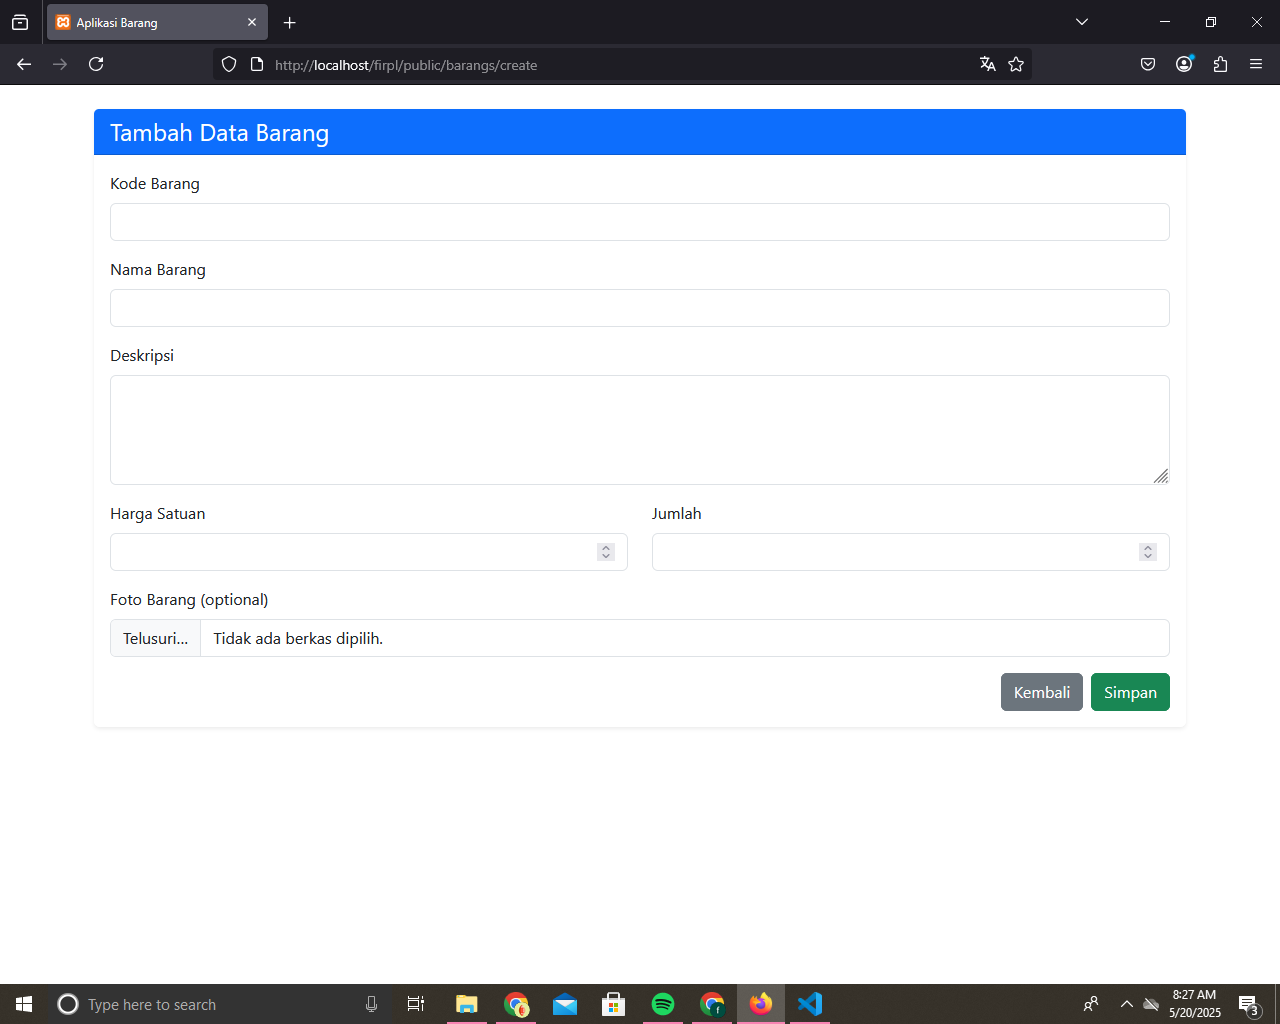 Aplikasi Barang
http://localhost/firpl/public/barangs/create
Tambah Data Barang
Kode Barang
Nama Barang
Deskripsi
Harga Satuan
Jumlah
Foto Barang (optional)
Telusuri... Tidak ada berkas dipilih.
Kembali Simpan
Type here to search
8:27 AM
5/20/2025
3